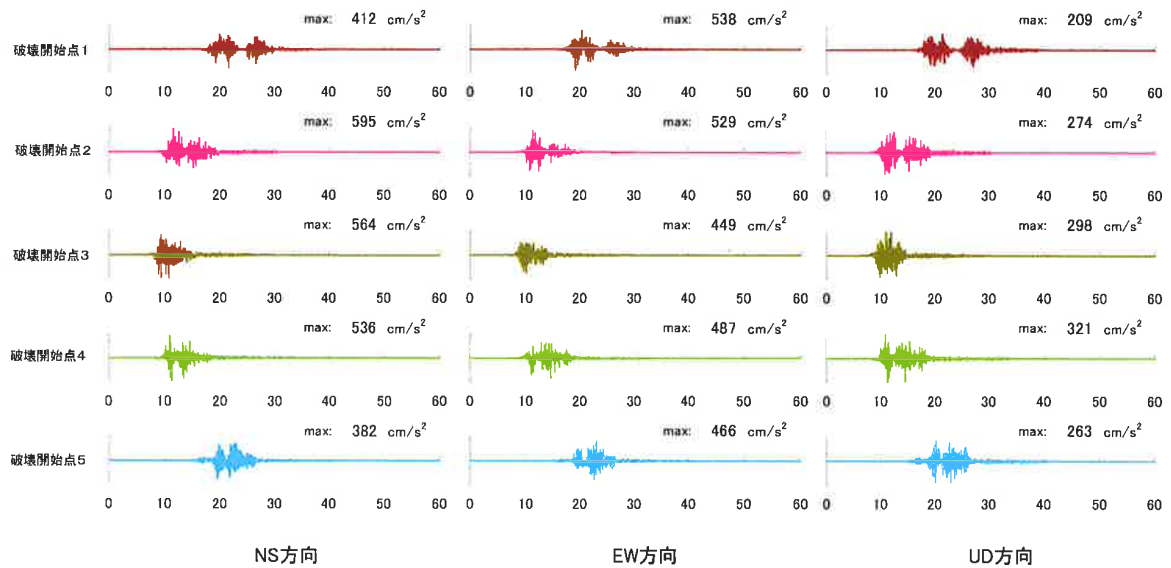 max: 412 cm/s²
max: 538 cm/s²
max: 209 cm/s²
破壊開始点1
0 10 20 30 40 50 60
0 10 20 30 40 50 60
0 10 20 30 40 50 60
max: 595 cm/s²
max: 529 cm/s²
max: 274 cm/s²
破壊開始点2
0 10 20 30 40 50 60
0 10 20 30 40 50 60
0 10 20 30 40 50 60
max: 564 cm/s²
max: 449 cm/s²
max: 298 cm/s²
破壊開始点3
0 10 20 30 40 50 60
0 10 20 30 40 50 60
0 10 20 30 40 50 60
max: 536 cm/s²
max: 487 cm/s²
max: 321 cm/s²
破壊開始点4
0 10 20 30 40 50 60
0 10 20 30 40 50 60
0 10 20 30 40 50 60
max: 382 cm/s²
max: 466 cm/s²
max: 263 cm/s²
破壊開始点5
0 10 20 30 40 50 60
0 10 20 30 40 50 60
0 10 20 30 40 50 60
NS方向
EW方向
UD方向